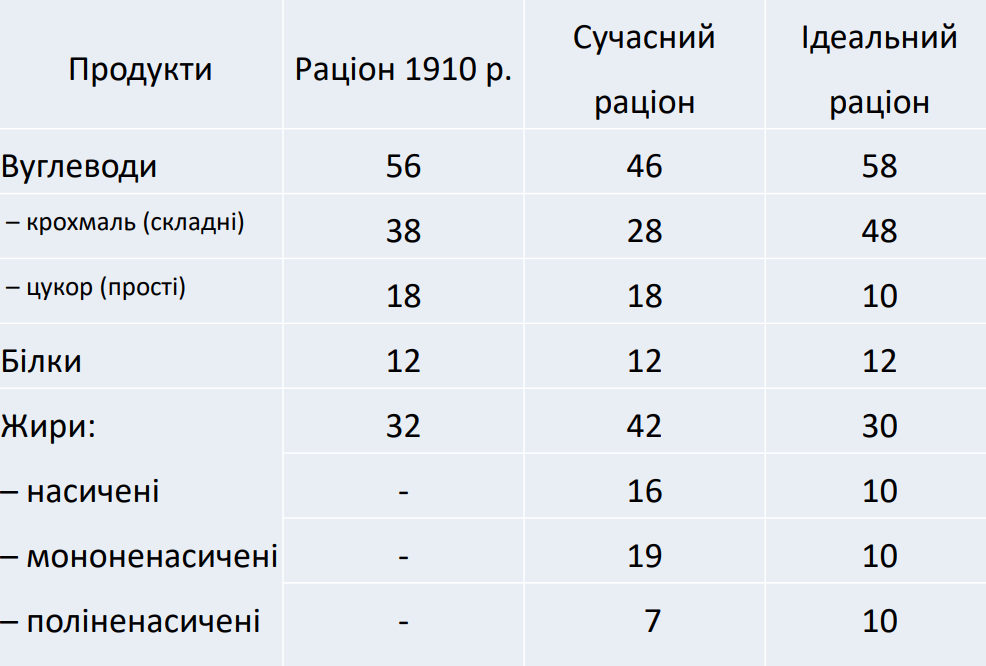 Продукти Раціон 1910 р. Сучасний раціон Ідеальний раціон
Вуглеводи 56 46 58
– крохмаль (складні) 38 28 48
– цукор (прості) 18 18 10
Білки 12 12 12
Жири: 32 42 30
– насичені - 16 10
– мононенасичені - 19 10
– поліненасичені - 7 10